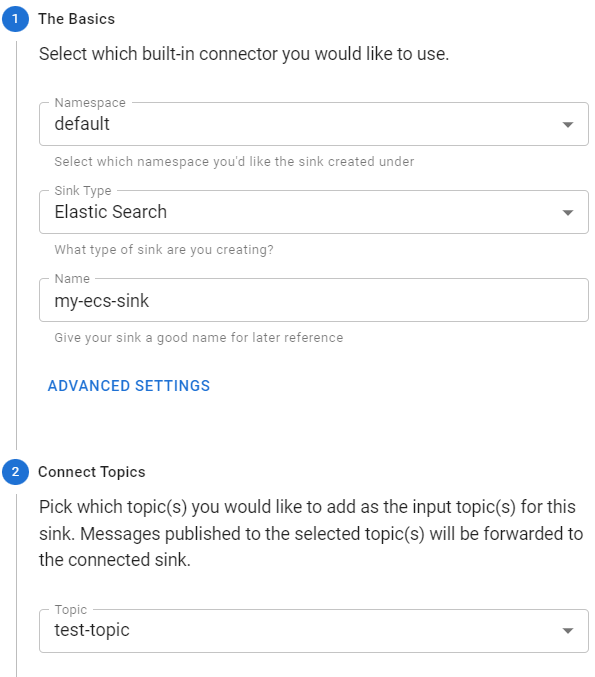 1 The Basics
Select which built-in connector you would like to use.
Namespace
default
Select which namespace you'd like the sink created under
Sink Type
Elastic Search
What type of sink are you creating?
Name
my-ecs-sink
Give your sink a good name for later reference
ADVANCED SETTINGS
2 Connect Topics
Pick which topic(s) you would like to add as the input topic(s) for this
sink. Messages published to the selected topic(s) will be forwarded to
the connected sink.
Topic
test-topic